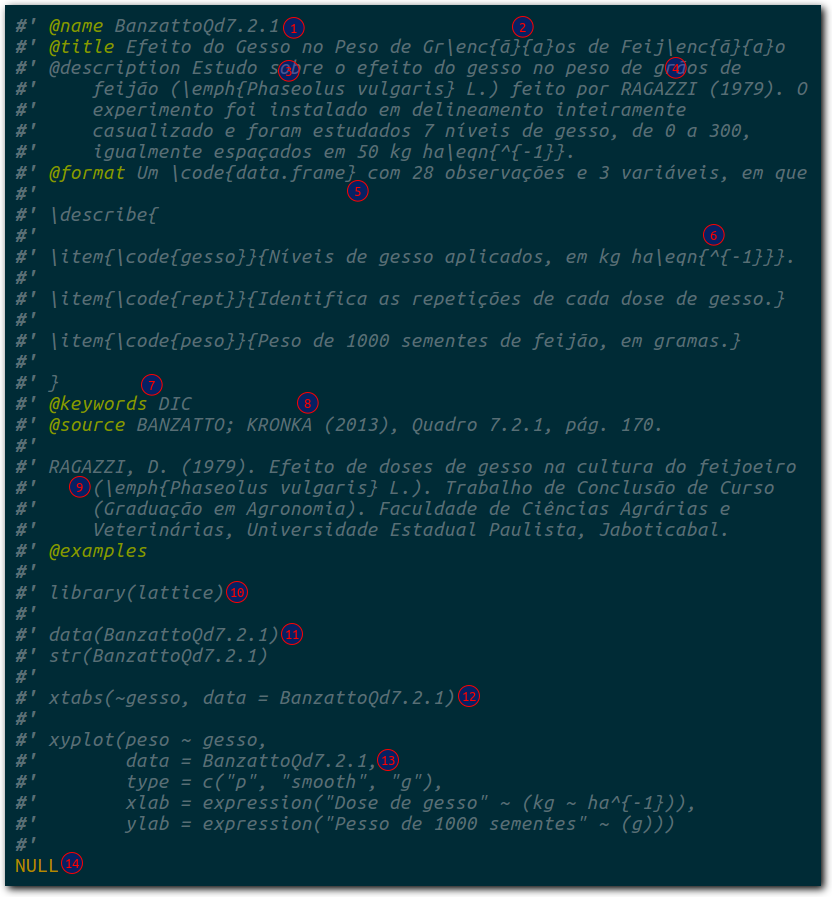 #' @name BanzattoQd7.2.1 1
#' @title Efeito do Gesso no Peso de Gr\enc{ã}{a}os de Feij\enc{ã}{a}o 2
#' @description Estudo sobre o efeito do gesso no peso de grãos de 3 4
#'     feijão (\emph{Phaseolus vulgaris} L.) feito por RAGAZZI (1979). O
#'     experimento foi instalado em delineamento inteiramente
#'     casualizado e foram estudados 7 níveis de gesso, de 0 a 300,
#'     igualmente espaçados em 50 kg ha\eqn{^{-1}}.
#' @format Um \code{data.frame} com 28 observações e 3 variáveis, em que
#' 5
#' \describe{
#' 6
#' \item{\code{gesso}}{Níveis de gesso aplicados, em kg ha\eqn{^{-1}}}.
#'
#' \item{\code{rept}}{Identifica as repetições de cada dose de gesso.}
#'
#' \item{\code{peso}}{Peso de 1000 sementes de feijão, em gramas.}
#'
#' } 7
#' @keywords DIC 8
#' @source BANZATTO; KRONKA (2013), Quadro 7.2.1, pág. 170.
#'
#' RAGAZZI, D. (1979). Efeito de doses de gesso na cultura do feijoeiro
#' 9 (\emph{Phaseolus vulgaris} L.). Trabalho de Conclusão de Curso
#'     (Graduação em Agronomia). Faculdade de Ciências Agrárias e
#'     Veterinárias, Universidade Estadual Paulista, Jaboticabal.
#' @examples
#'
#' library(lattice) 10
#'
#' data(BanzattoQd7.2.1) 11
#' str(BanzattoQd7.2.1)
#'
#' xtabs(~gesso, data = BanzattoQd7.2.1) 12
#'
#' xyplot(peso ~ gesso,
#'        data = BanzattoQd7.2.1, 13
#'        type = c("p", "smooth", "g"),
#'        xlab = expression("Dose de gesso" ~ (kg ~ ha^{-1})),
#'        ylab = expression("Pesso de 1000 sementes" ~ (g)))
#'
NULL 14